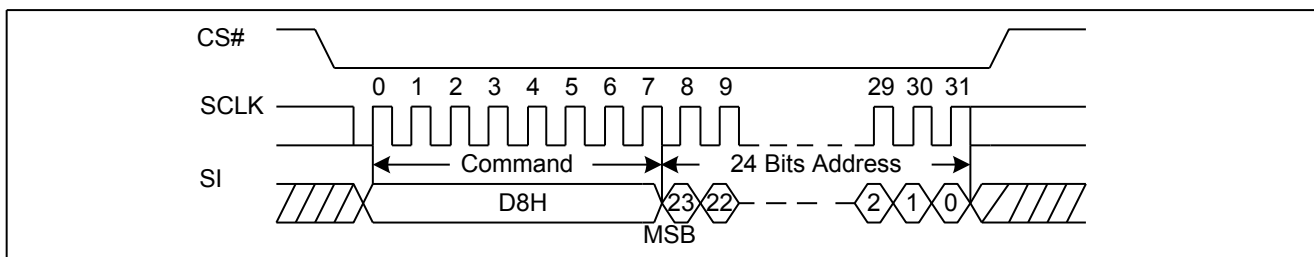 CS#
0 1 2 3 4 5 6 7 8 9 29 30 31
SCLK
Command 24 Bits Address
SI
D8H 23 22 2 1 0
MSB